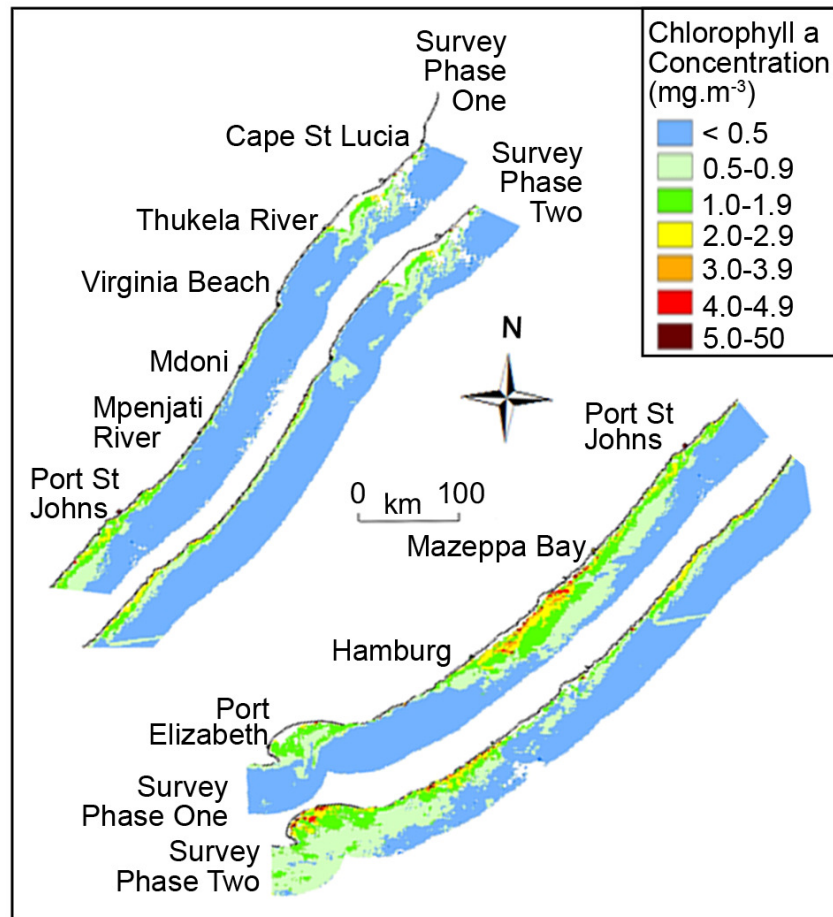 Survey
Phase
One
Cape St Lucia
Survey
Phase
Two
Thukela River
Virginia Beach
Mdoni
Mpenjati
River
Port St
Johns
Chlorophyll a
Concentration
(mg.m-3)
< 0.5
0.5-0.9
1.0-1.9
2.0-2.9
3.0-3.9
4.0-4.9
5.0-50
N
0 100
km
Port St
Johns
Mazeppa Bay
Hamburg
Port
Elizabeth
Survey
Phase One
Survey
Phase Two